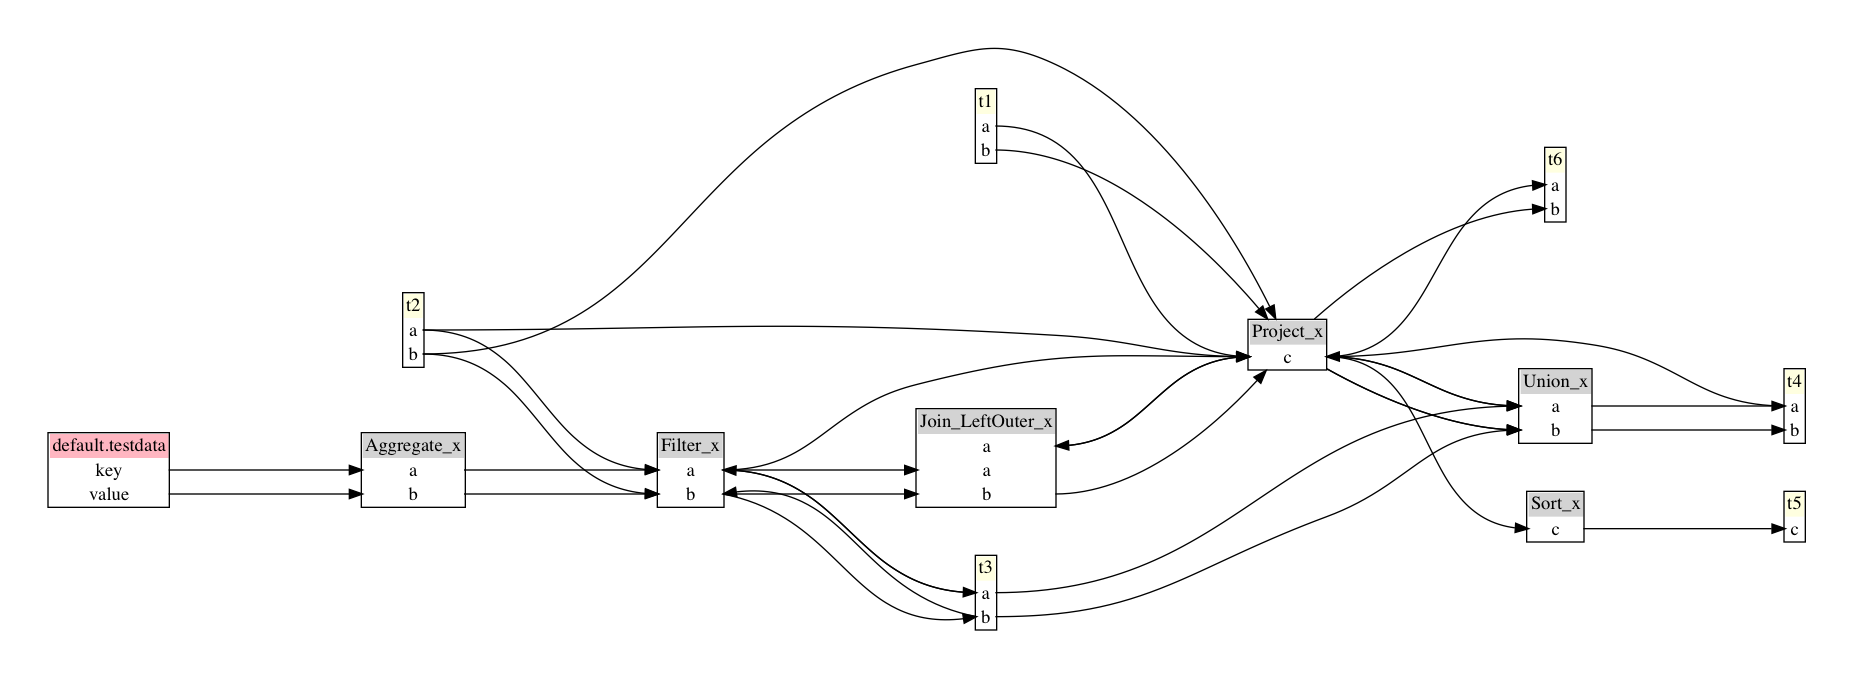 default.testdata
key
value
t2
a
b
Aggregate_x
a
b
Filter_x
a
b
t1
a
b
Join_LeftOuter_x
a
a
b
t3
a
b
Project_x
c
t6
a
b
Union_x
a
b
Sort_x
c
t4
a
b
t5
c